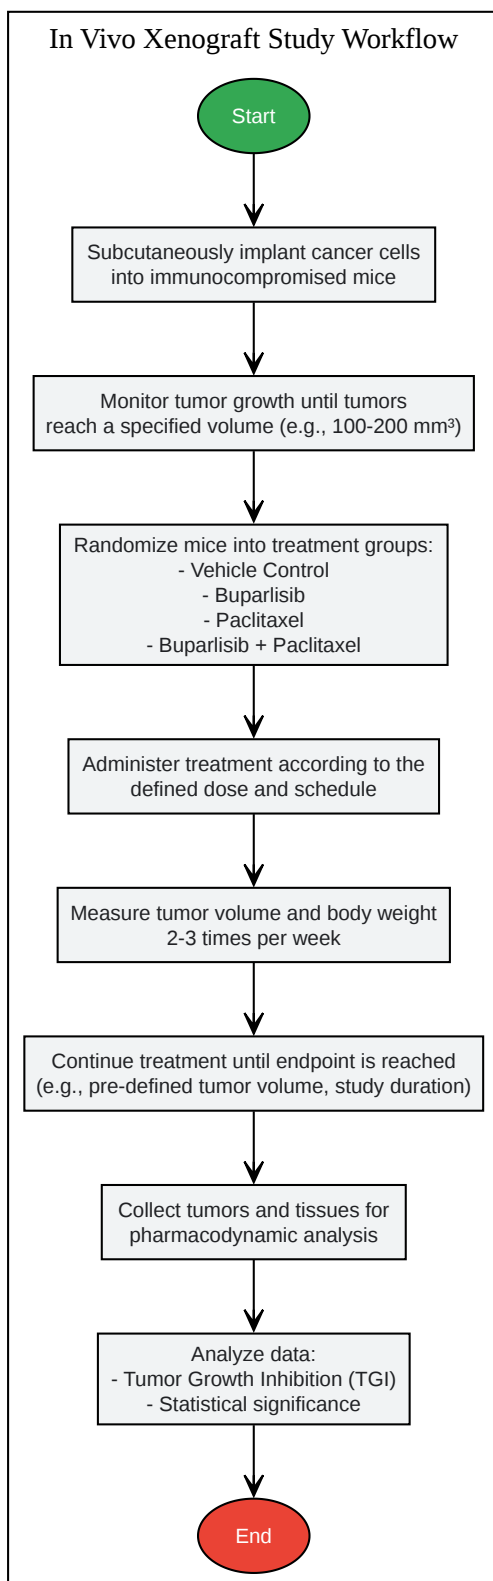 In Vivo Xenograft Study Workflow
Start
Subcutaneously implant cancer cells
into immunocompromised mice
Monitor tumor growth until tumors
reach a specified volume (e.g., 100-200 mm³)
Randomize mice into treatment groups:
- Vehicle Control
- Buparlisib
- Paclitaxel
- Buparlisib + Paclitaxel
Administer treatment according to the
defined dose and schedule
Measure tumor volume and body weight
2-3 times per week
Continue treatment until endpoint is reached
(e.g., pre-defined tumor volume, study duration)
Collect tumors and tissues for
pharmacodynamic analysis
Analyze data:
- Tumor Growth Inhibition (TGI)
- Statistical significance
End